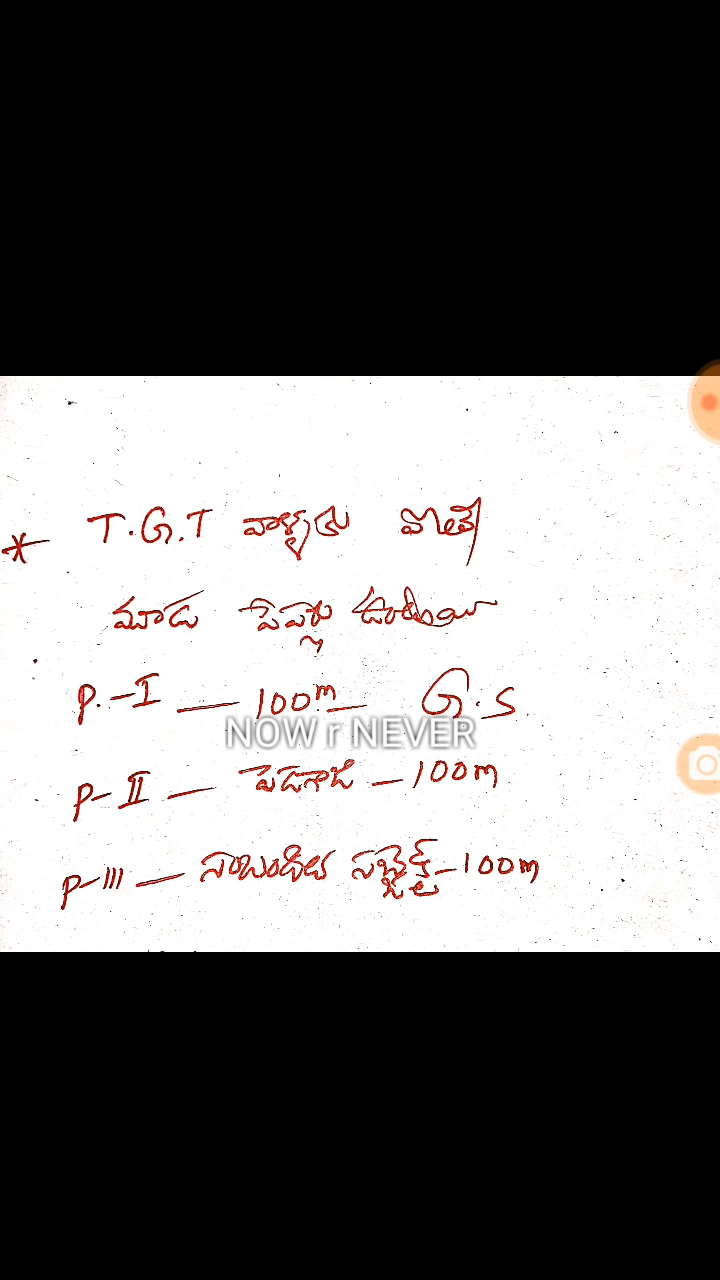 * T.G.T వాళ్ళకు ఐతే
మూడు పేపర్లు ఉంటాయి
P.-I — 100m — G.S
NOW r NEVER
P-II — పెడగాజి — 100m
P-III — సంబంధిత సబ్జెక్ట్ - 100m